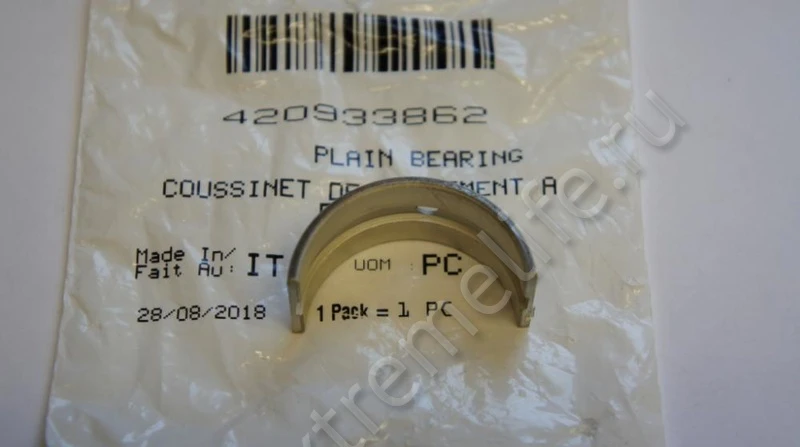 420933862
PLAIN BEARING
COUSSINET A
Made In/
Fait Au: IT UOM : PC
28/08/2018 1 Pack = 1 PC
xtremelife.ru